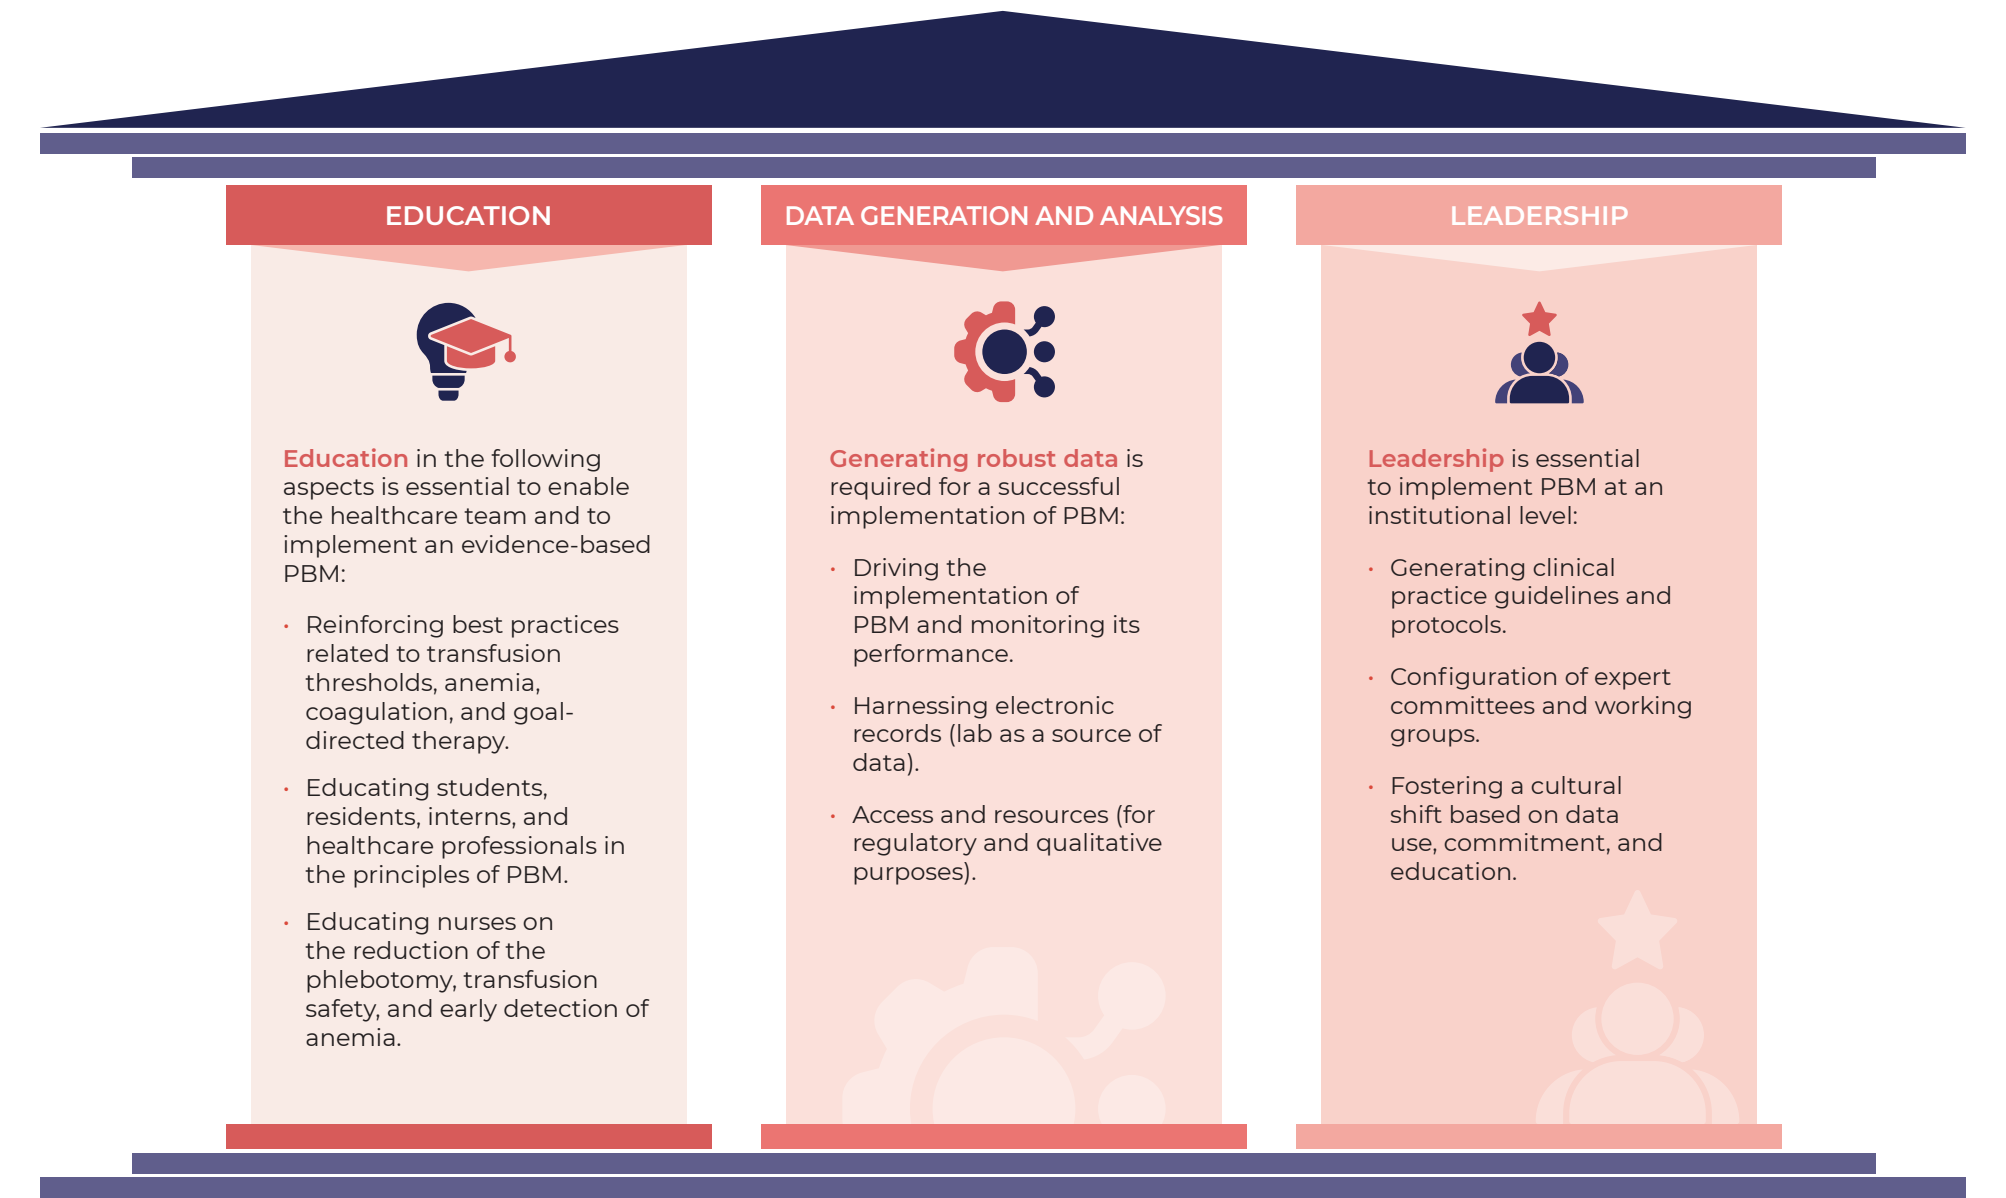 EDUCATION
Education in the following
aspects is essential to enable
the healthcare team and to
implement an evidence-based
PBM:
• Reinforcing best practices
related to transfusion
thresholds, anemia,
coagulation, and goal-
directed therapy.
• Educating students,
residents, interns, and
healthcare professionals in
the principles of PBM.
• Educating nurses on
the reduction of the
phlebotomy, transfusion
safety, and early detection of
anemia.
DATA GENERATION AND ANALYSIS
Generating robust data is
required for a successful
implementation of PBM:
• Driving the
implementation of
PBM and monitoring its
performance.
• Harnessing electronic
records (lab as a source of
data).
• Access and resources (for
regulatory and qualitative
purposes).
LEADERSHIP
Leadership is essential
to implement PBM at an
institutional level:
• Generating clinical
practice guidelines and
protocols.
• Configuration of expert
committees and working
groups.
• Fostering a cultural
shift based on data
use, commitment, and
education.